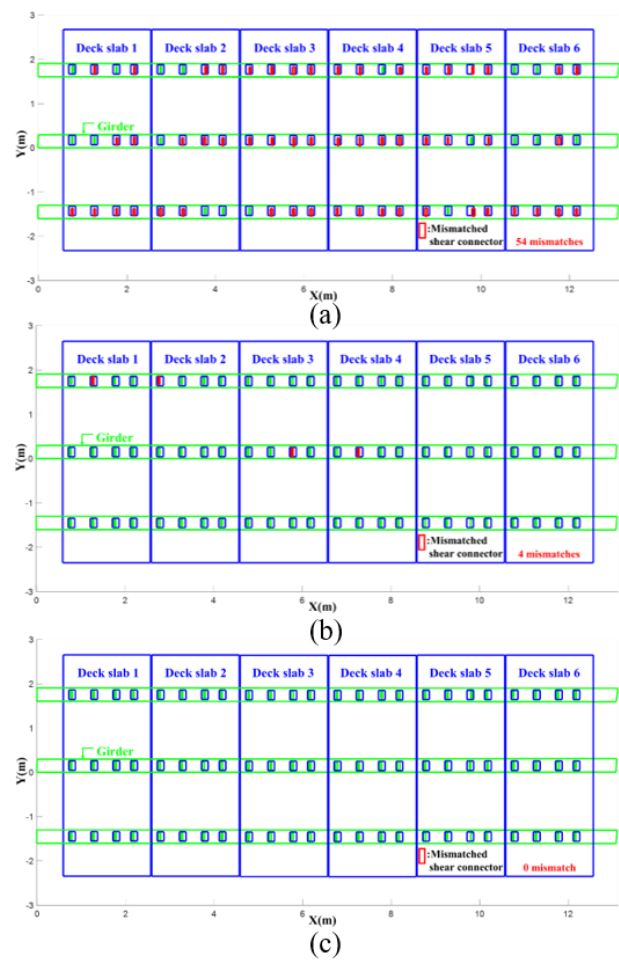 3
Deck slab 1 Deck slab 2 Deck slab 3 Deck slab 4 Deck slab 5 Deck slab 6
2
1
Girder
Y(m)
0
-1
:Mismatched
shear connector
54 mismatches
-2
-3
0 2 4 6 8 10 12
X(m)
(a)
3
Deck slab 1 Deck slab 2 Deck slab 3 Deck slab 4 Deck slab 5 Deck slab 6
2
1
Girder
Y(m)
0
-1
:Mismatched
shear connector
4 mismatches
-2
-3
0 2 4 6 8 10 12
X(m)
(b)
3
Deck slab 1 Deck slab 2 Deck slab 3 Deck slab 4 Deck slab 5 Deck slab 6
2
1
Girder
Y(m)
0
-1
:Mismatched
shear connector
0 mismatch
-2
-3
0 2 4 6 8 10 12
X(m)
(c)